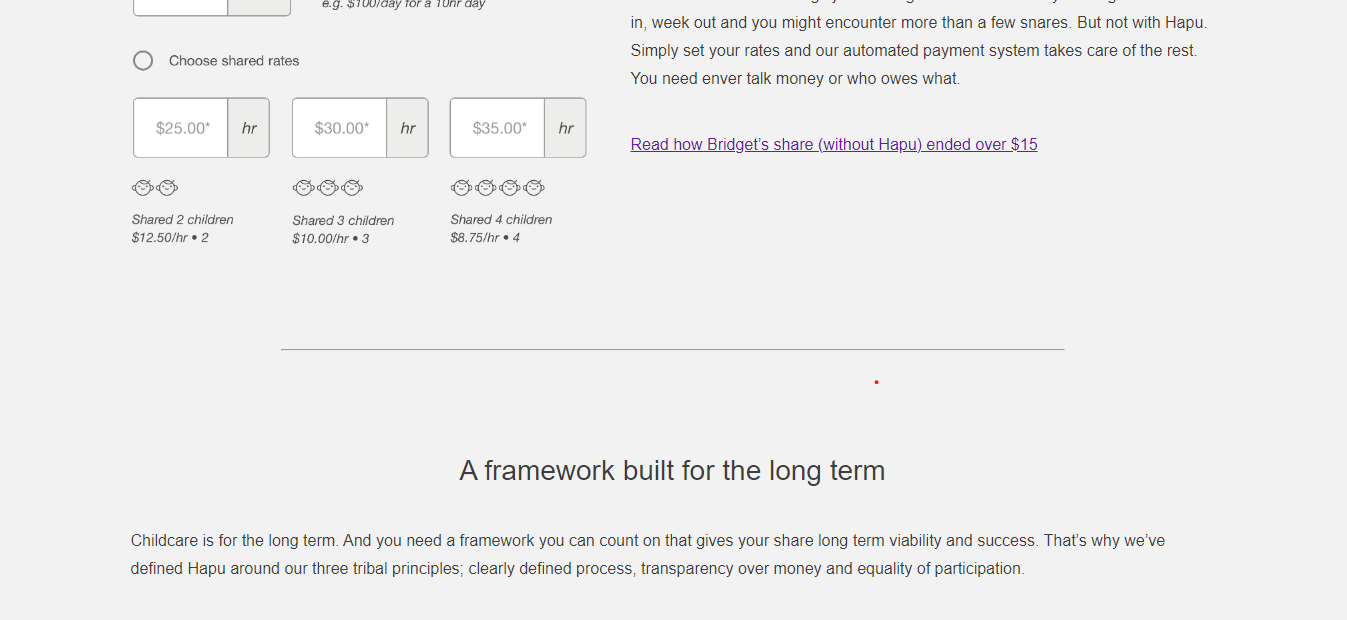 e.g. $100/day for a 10hr day
Choose shared rates
$25.00* hr
$30.00* hr
$35.00* hr
Shared 2 children
$12.50/hr • 2
Shared 3 children
$10.00/hr • 3
Shared 4 children
$8.75/hr • 4
in, week out and you might encounter more than a few snares. But not with Hapu.
Simply set your rates and our automated payment system takes care of the rest.
You need enver talk money or who owes what.
Read how Bridget’s share (without Hapu) ended over $15
A framework built for the long term
Childcare is for the long term. And you need a framework you can count on that gives your share long term viability and success. That’s why we’ve
defined Hapu around our three tribal principles; clearly defined process, transparency over money and equality of participation.